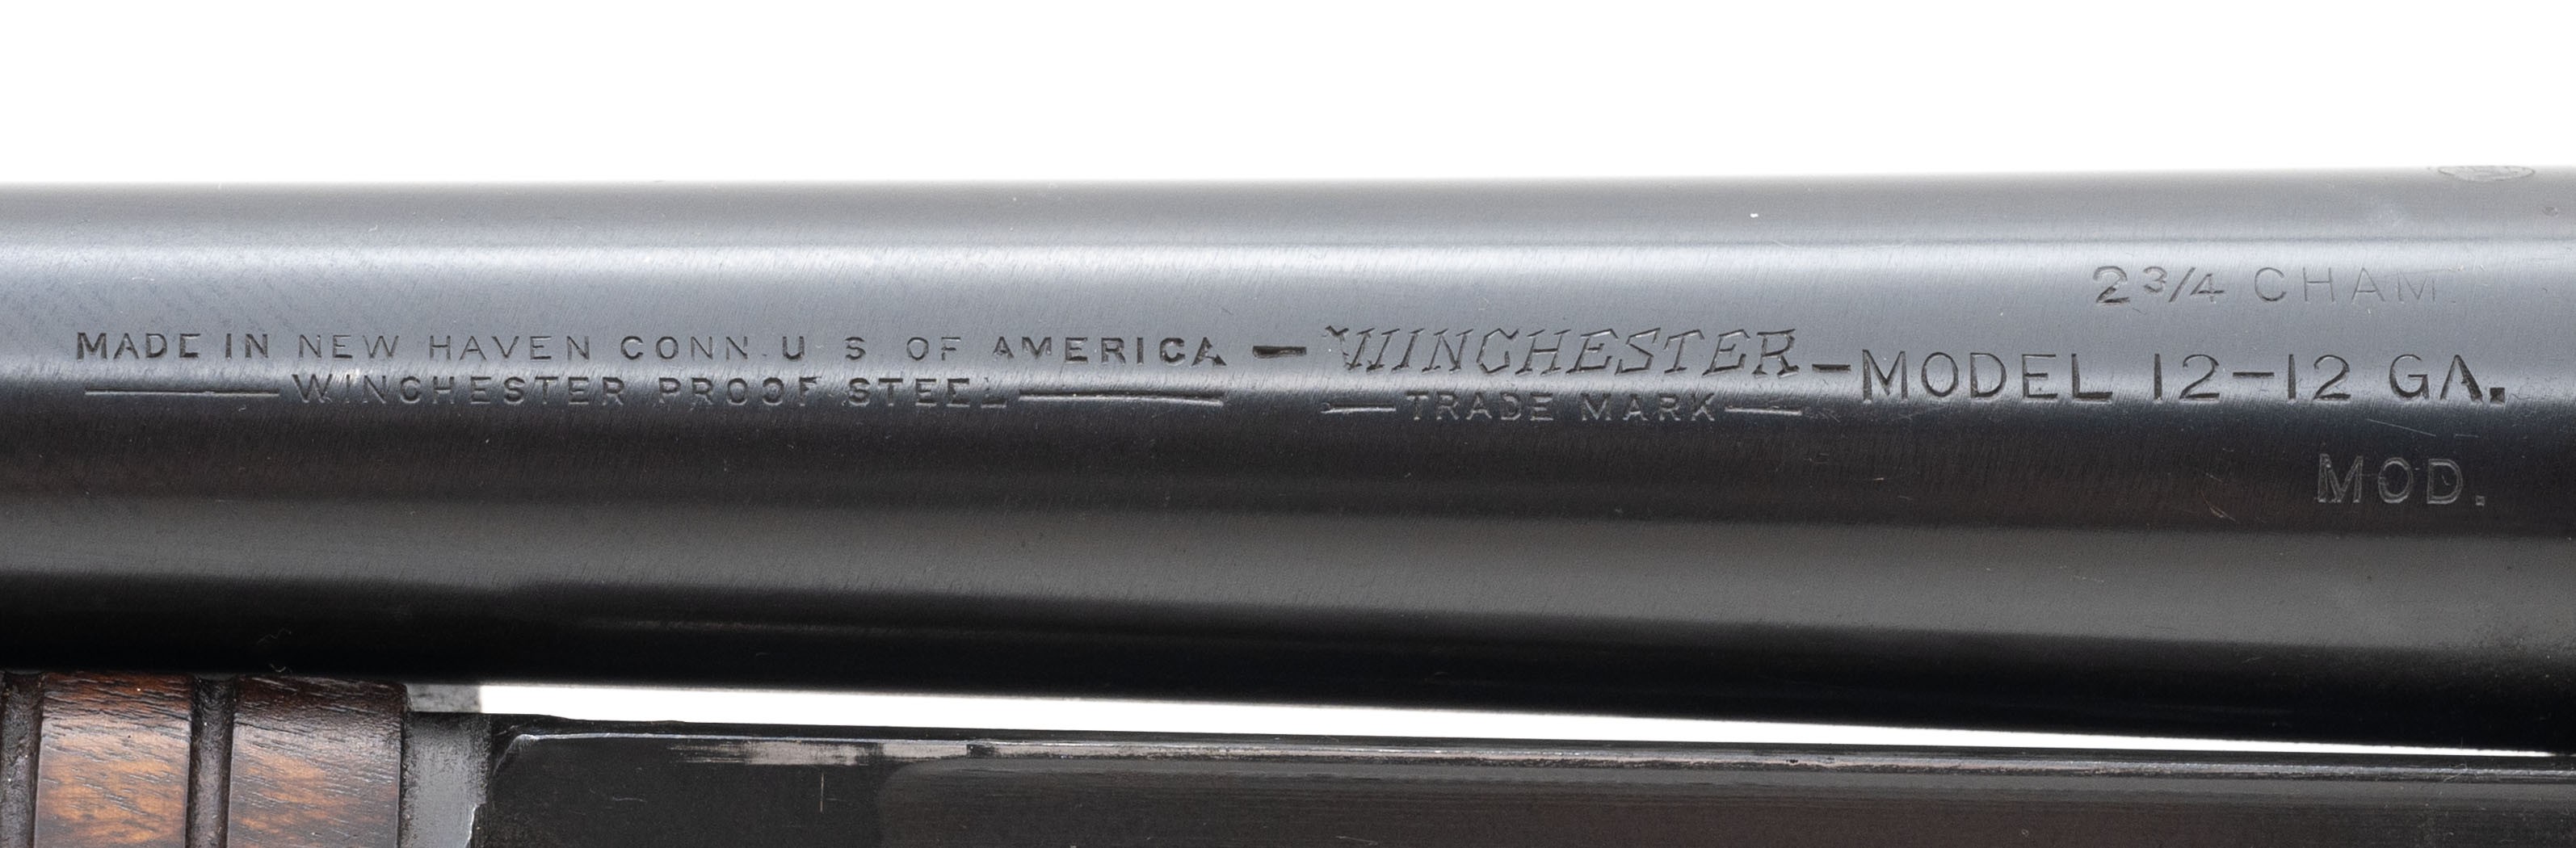 2 3/4 CHAM.
MADE IN NEW HAVEN CONN. U S OF AMERICA — WINCHESTER — MODEL 12–12 GA.
WINCHESTER PROOF STEEL — TRADE MARK —
MOD.